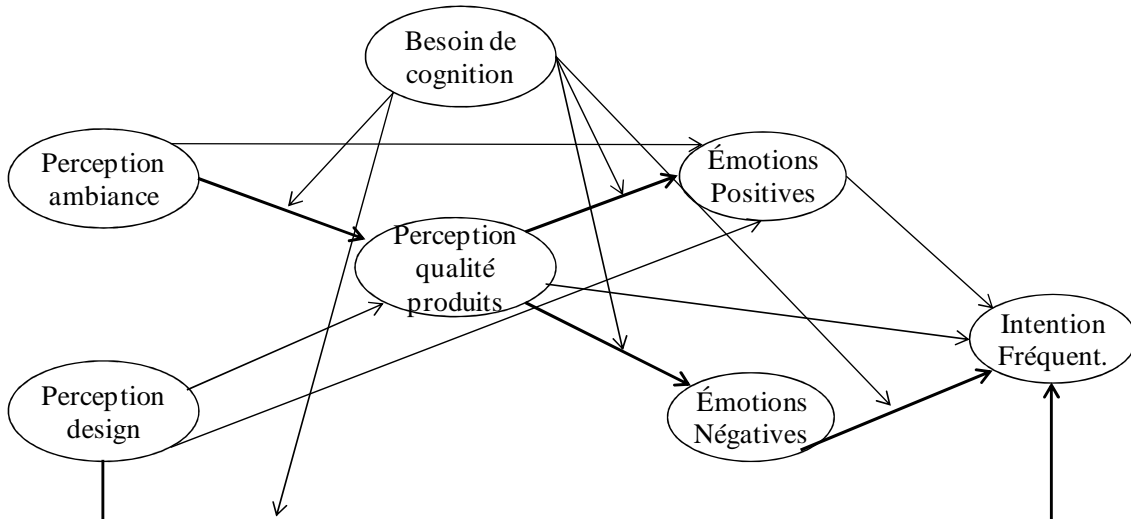 Besoin de
cognition
Perception
ambiance
Émotions
Positives
Perception
qualité
produits
Intention
Fréquent.
Perception
design
Émotions
Négatives